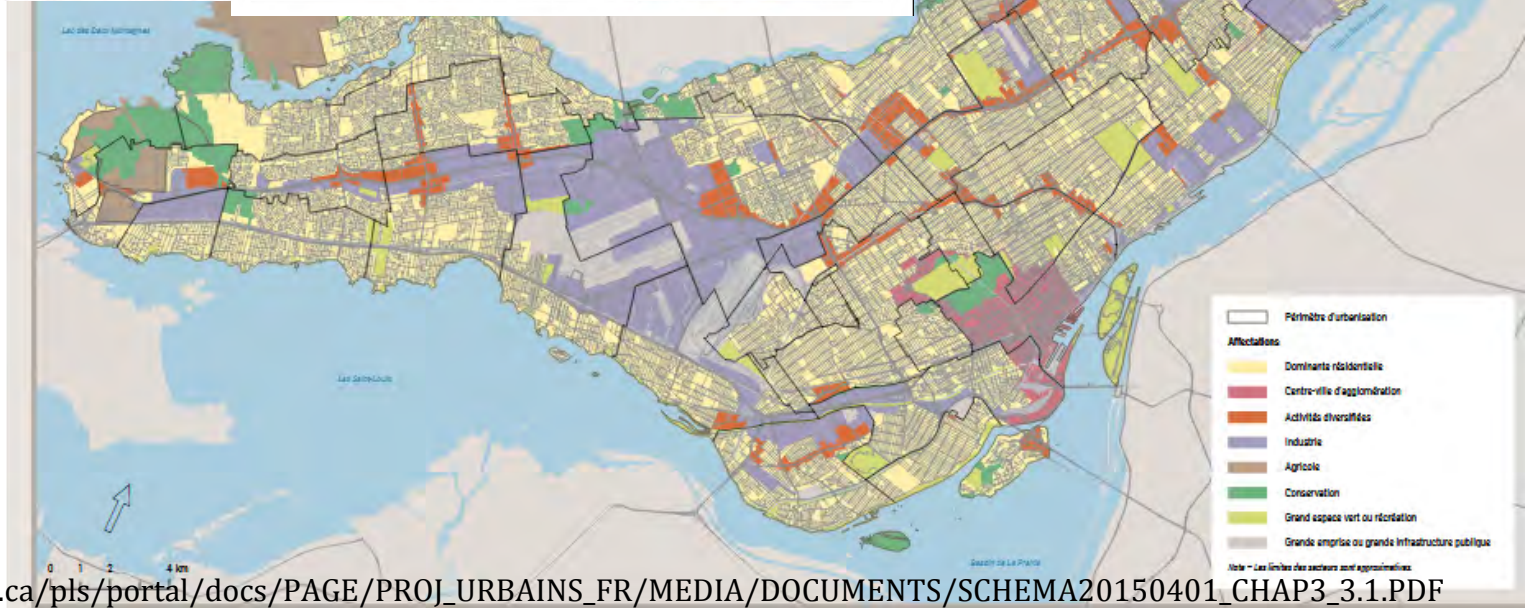 Lac des Deux Montagnes
Lac Saint-Louis
Périmètre d'urbanisation
Affectations
Dominante résidentielle
Centre-ville d'agglomération
Activités diversifiées
Industrie
Agricole
Conservation
Grand espace vert ou récréation
Grande emprise ou grande infrastructure publique
Note – Les limites des secteurs sont approximatives.
Bassin de La Prairie
0 1 2 4 km
.ca/pls/portal/docs/PAGE/PROJ_URBAINS_FR/MEDIA/DOCUMENTS/SCHEMA20150401_CHAP3_3.1.PDF